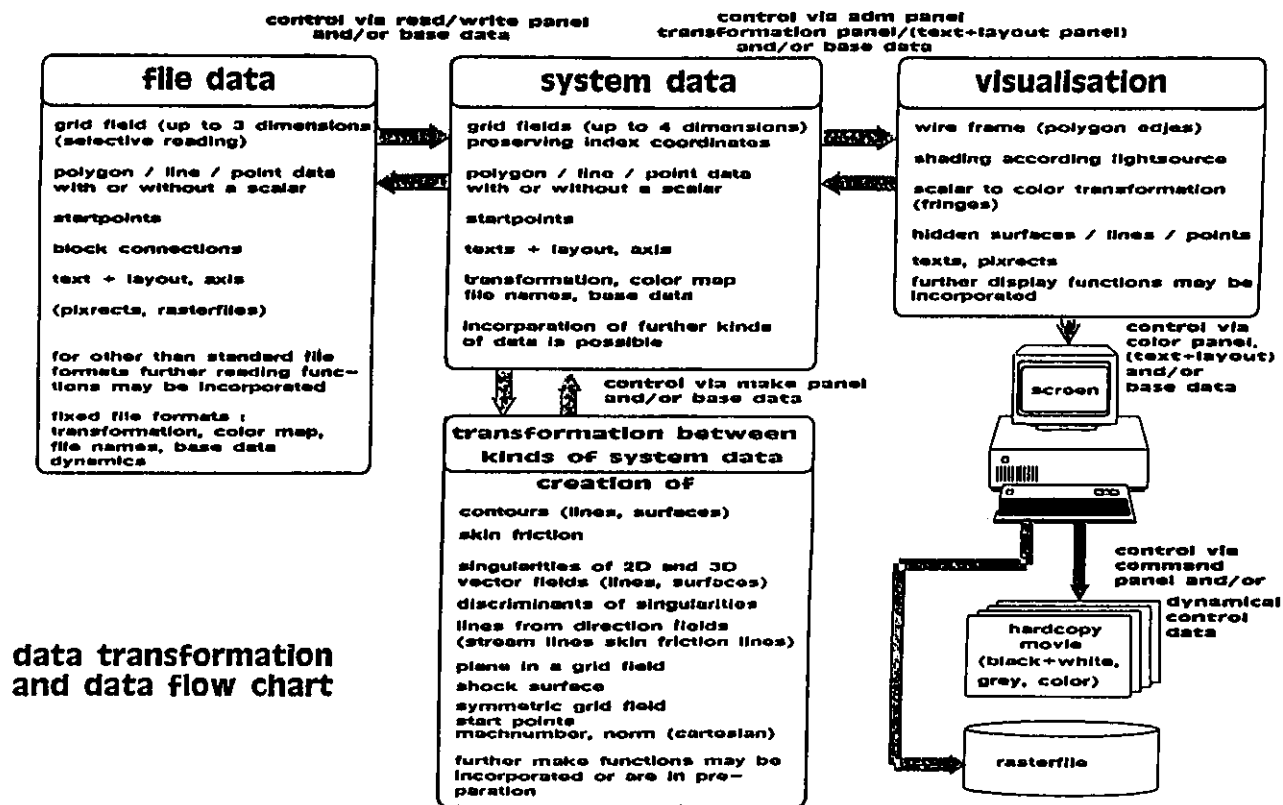 control via read/write panel
and/or base data
control via adm panel
transformation panel/(text+layout panel)
and/or base data
file data
grid field (up to 3 dimensions)
(selective reading)
polygon / line / point data
with or without a scalar
startpoints
block connections
text + layout, axis
(pixrects, rasterfiles)
for other than standard file
formats further reading func-
tions may be incorporated
fixed file formats :
transformation, color map,
file names, base data
dynamics
system data
grid fields (up to 4 dimensions)
preserving index coordinates
polygon / line / point data
with or without a scalar
startpoints
texts + layout, axis
transformation, color map
file names, base data
incorparation of further kinds
of data is possible
visualisation
wire frame (polygon edjes)
shading according lightsource
scalar to color transformation
(fringes)
hidden surfaces / lines / points
texts, pixrects
further display functions may be
incorporated
control via make panel
and/or base data
transformation between
kinds of system data
creation of
contours (lines, surfaces)
skin friction
singularities of 2D and 3D
vector fields (lines, surfaces)
discriminants of singularities
lines from direction fields
(stream lines skin friction lines)
plane in a grid field
shock surface
symmetric grid field
start points
machnumber, norm (cartesian)
further make functions may be
incorporated or are in pre-
paration
control via
color panel,
(text+layout)
and/or
base data
screen
control via
command
panel and/or
dynamical
control
data
hardcopy
movie
(black+white,
grey, color)
rasterfile
data transformation
and data flow chart